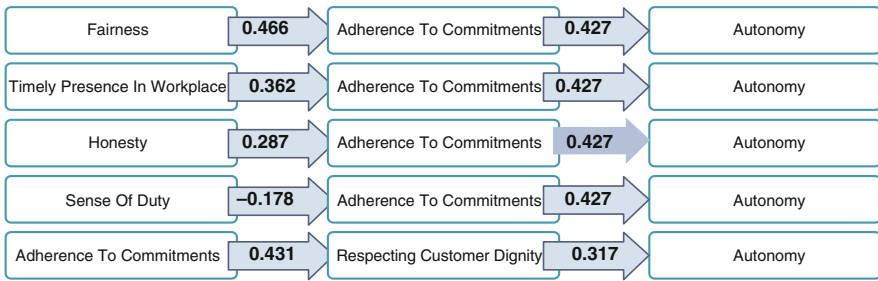 Fairness 0.466 Adherence To Commitments 0.427 Autonomy
Timely Presence In Workplace 0.362 Adherence To Commitments 0.427 Autonomy
Honesty 0.287 Adherence To Commitments 0.427 Autonomy
Sense Of Duty –0.178 Adherence To Commitments 0.427 Autonomy
Adherence To Commitments 0.431 Respecting Customer Dignity 0.317 Autonomy